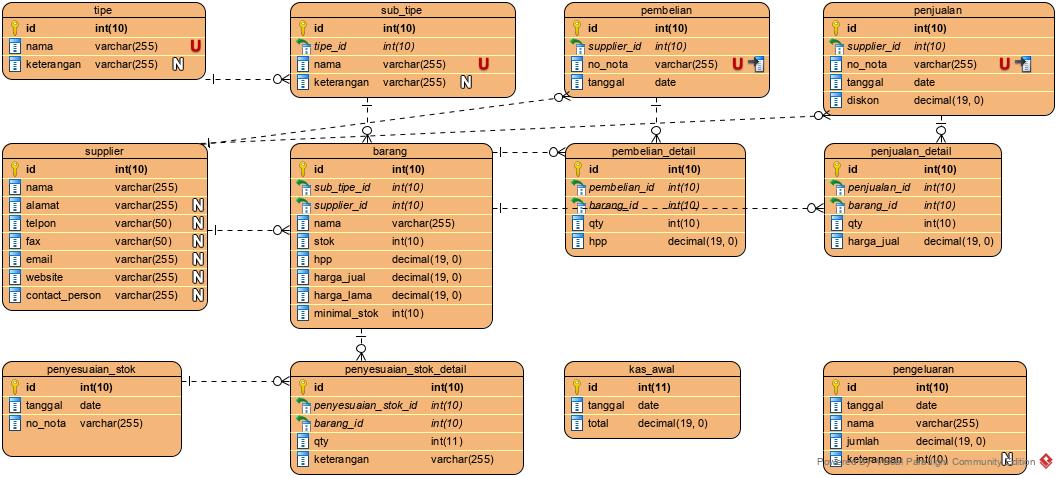 tipe
id int(10)
nama varchar(255) U
keterangan varchar(255) N
sub_tipe
id int(10)
tipe_id int(10)
nama varchar(255) U
keterangan varchar(255) N
pembelian
id int(10)
supplier_id int(10)
no_nota varchar(255) U
tanggal date
penjualan
id int(10)
supplier_id int(10)
no_nota varchar(255) U
tanggal date
diskon decimal(19, 0)
supplier
id int(10)
nama varchar(255)
alamat varchar(255) N
telpon varchar(50) N
fax varchar(50) N
email varchar(255) N
website varchar(255) N
contact_person varchar(255) N
barang
id int(10)
sub_tipe_id int(10)
supplier_id int(10)
nama varchar(255)
stok int(10)
hpp decimal(19, 0)
harga_jual decimal(19, 0)
harga_lama decimal(19, 0)
minimal_stok int(10)
pembelian_detail
id int(10)
pembelian_id int(10)
barang_id int(10)
qty int(10)
hpp decimal(19, 0)
penjualan_detail
id int(10)
penjualan_id int(10)
barang_id int(10)
qty int(10)
harga_jual decimal(19, 0)
penyesuaian_stok
id int(10)
tanggal date
no_nota varchar(255)
penyesuaian_stok_detail
id int(10)
penyesuaian_stok_id int(10)
barang_id int(10)
qty int(11)
keterangan varchar(255)
kas_awal
id int(11)
tanggal date
total decimal(19, 0)
pengeluaran
id int(10)
tanggal date
nama varchar(255)
jumlah decimal(19, 0)
keterangan int(10) N
Powered By Visual Paradigm Community Edition